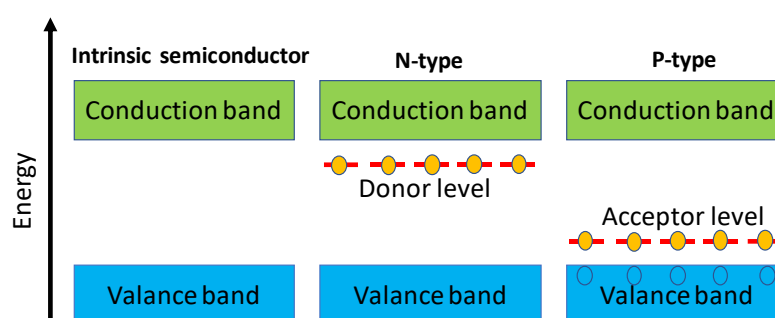 Intrinsic semiconductor
N-type
P-type
Conduction band
Conduction band
Conduction band
Donor level
Acceptor level
Energy
Valance band
Valance band
Valance band